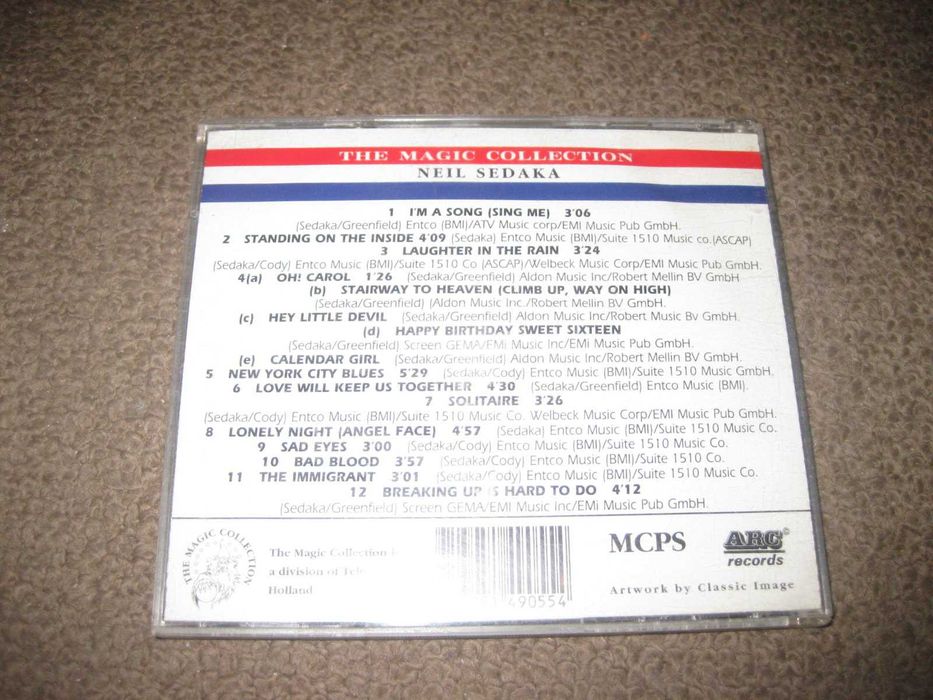 THE MAGIC COLLECTION
NEIL SEDAKA
1 I'M A SONG (SING ME) 3'06
(Sedaka/Greenfield) Entco (BMI)/ATV Music corp/EMI Music Pub GmbH.
2 STANDING ON THE INSIDE 4'09 (Sedaka) Entco Music (BMI)/Suite 1510 Music co.(ASCAP)
3 LAUGHTER IN THE RAIN 3'24
(Sedaka/Cody) Entco Music (BMI)/Suite 1510 Co (ASCAP)/Welbeck Music Corp/EMI Music Pub GmbH.
4(a) OH! CAROL 1'26 (Sedaka/Greenfield) Aldon Music Inc/Robert Mellin BV GmbH
(b) STAIRWAY TO HEAVEN (CLIMB UP, WAY ON HIGH)
(Sedaka/Greenfield) (Aldon Music Inc./Robert Mellin BV GmbH.
(c) HEY LITTLE DEVIL (Sedaka/Greenfield) Aldon Music Inc/Robert Music Bv GmbH.
(d) HAPPY BIRTHDAY SWEET SIXTEEN
(Sedaka/Greenfield) Screen GEMA/EMi Music Inc/EMi Music Pub GmbH.
(e) CALENDAR GIRL (Sedaka/Greenfield) Aldon Music Inc/Robert Mellin BV GmbH.
5 NEW YORK CITY BLUES 5'29 (Sedaka/Cody) Entco Music (BMI)/Suite 1510 Music GmbH.
6 LOVE WILL KEEP US TOGETHER 4'30 (Sedaka/Greenfield) Entco Music (BMI).
7 SOLITAIRE 3'26
(Sedaka/Cody) Entco Music (BMI)/Suite 1510 Music Co. Welbeck Music Corp/EMI Music Pub GmbH.
8 LONELY NIGHT (ANGEL FACE) 4'57 (Sedaka) Entco Music (BMI)/Suite 1510 Music Co.
9 SAD EYES 3'00 (Sedaka/Cody) Entco Music (BMI)/Suite 1510 Music Co.
10 BAD BLOOD 3'57 (Sedaka/Cody) Entco Music (BMI)/Suite 1510 Music Co.
11 THE IMMIGRANT 3'01 (Sedaka/Cody) Entco Music (BMI)/Suite 1510 Music Co.
12 BREAKING UP IS HARD TO DO 4'12
(Sedaka/Greenfield) Screen GEMA/EMI Music Inc/EMi Music Pub GmbH.
THE MAGIC COLLECTION
The Magic Collection
a division of
Holland
490554
MCPS
ARC©
records
Artwork by Classic Image